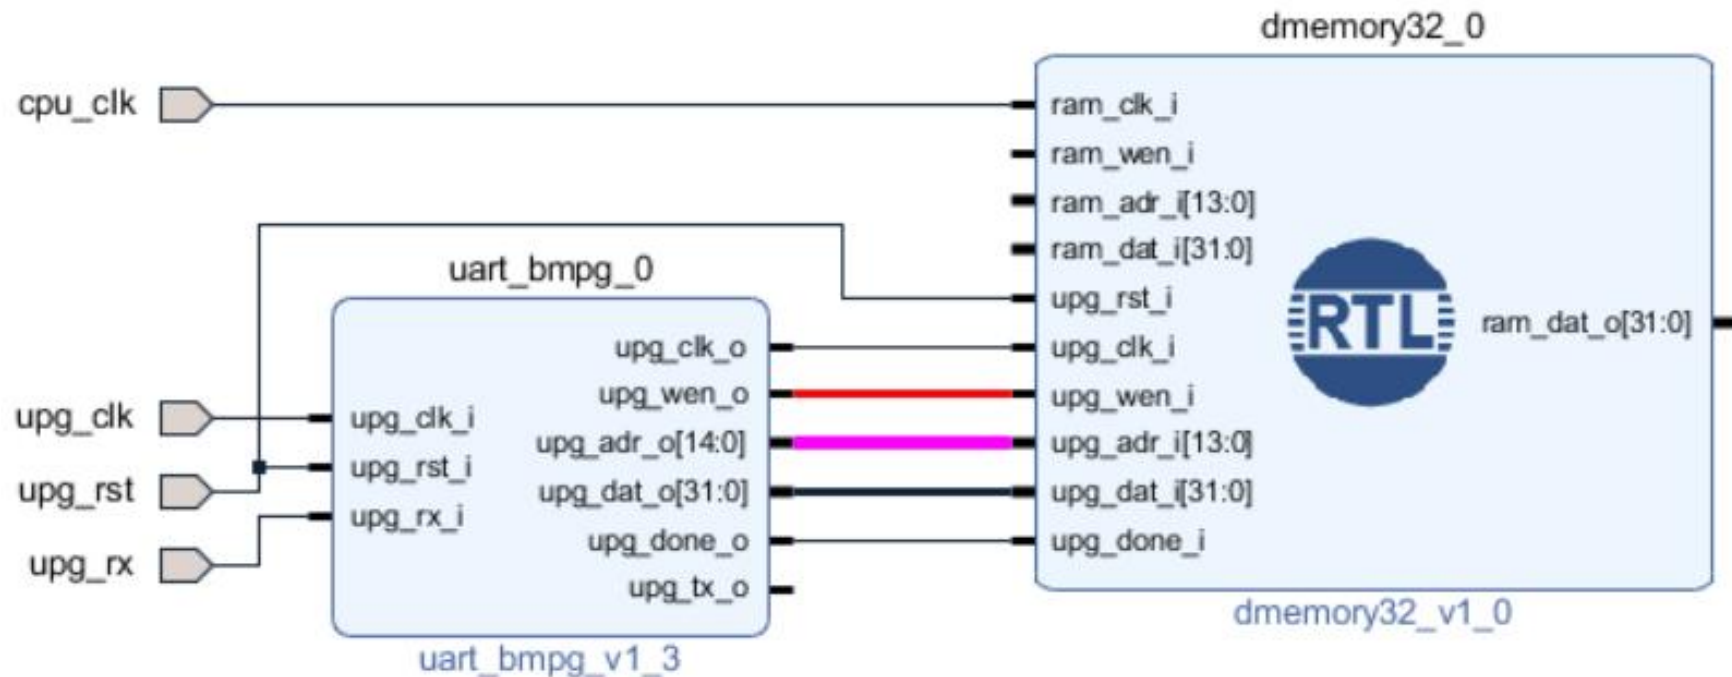 dmemory32_0
cpu_clk
ram_clk_i
ram_wen_i
ram_adr_i[13:0]
ram_dat_i[31:0]
upg_rst_i
upg_clk_i
upg_wen_i
upg_adr_i[13:0]
upg_dat_i[31:0]
upg_done_i
RTL
ram_dat_o[31:0]
dmemory32_v1_0
uart_bmpg_0
upg_clk
upg_rst
upg_rx
upg_clk_i
upg_rst_i
upg_rx_i
upg_clk_o
upg_wen_o
upg_adr_o[14:0]
upg_dat_o[31:0]
upg_done_o
upg_tx_o
uart_bmpg_v1_3